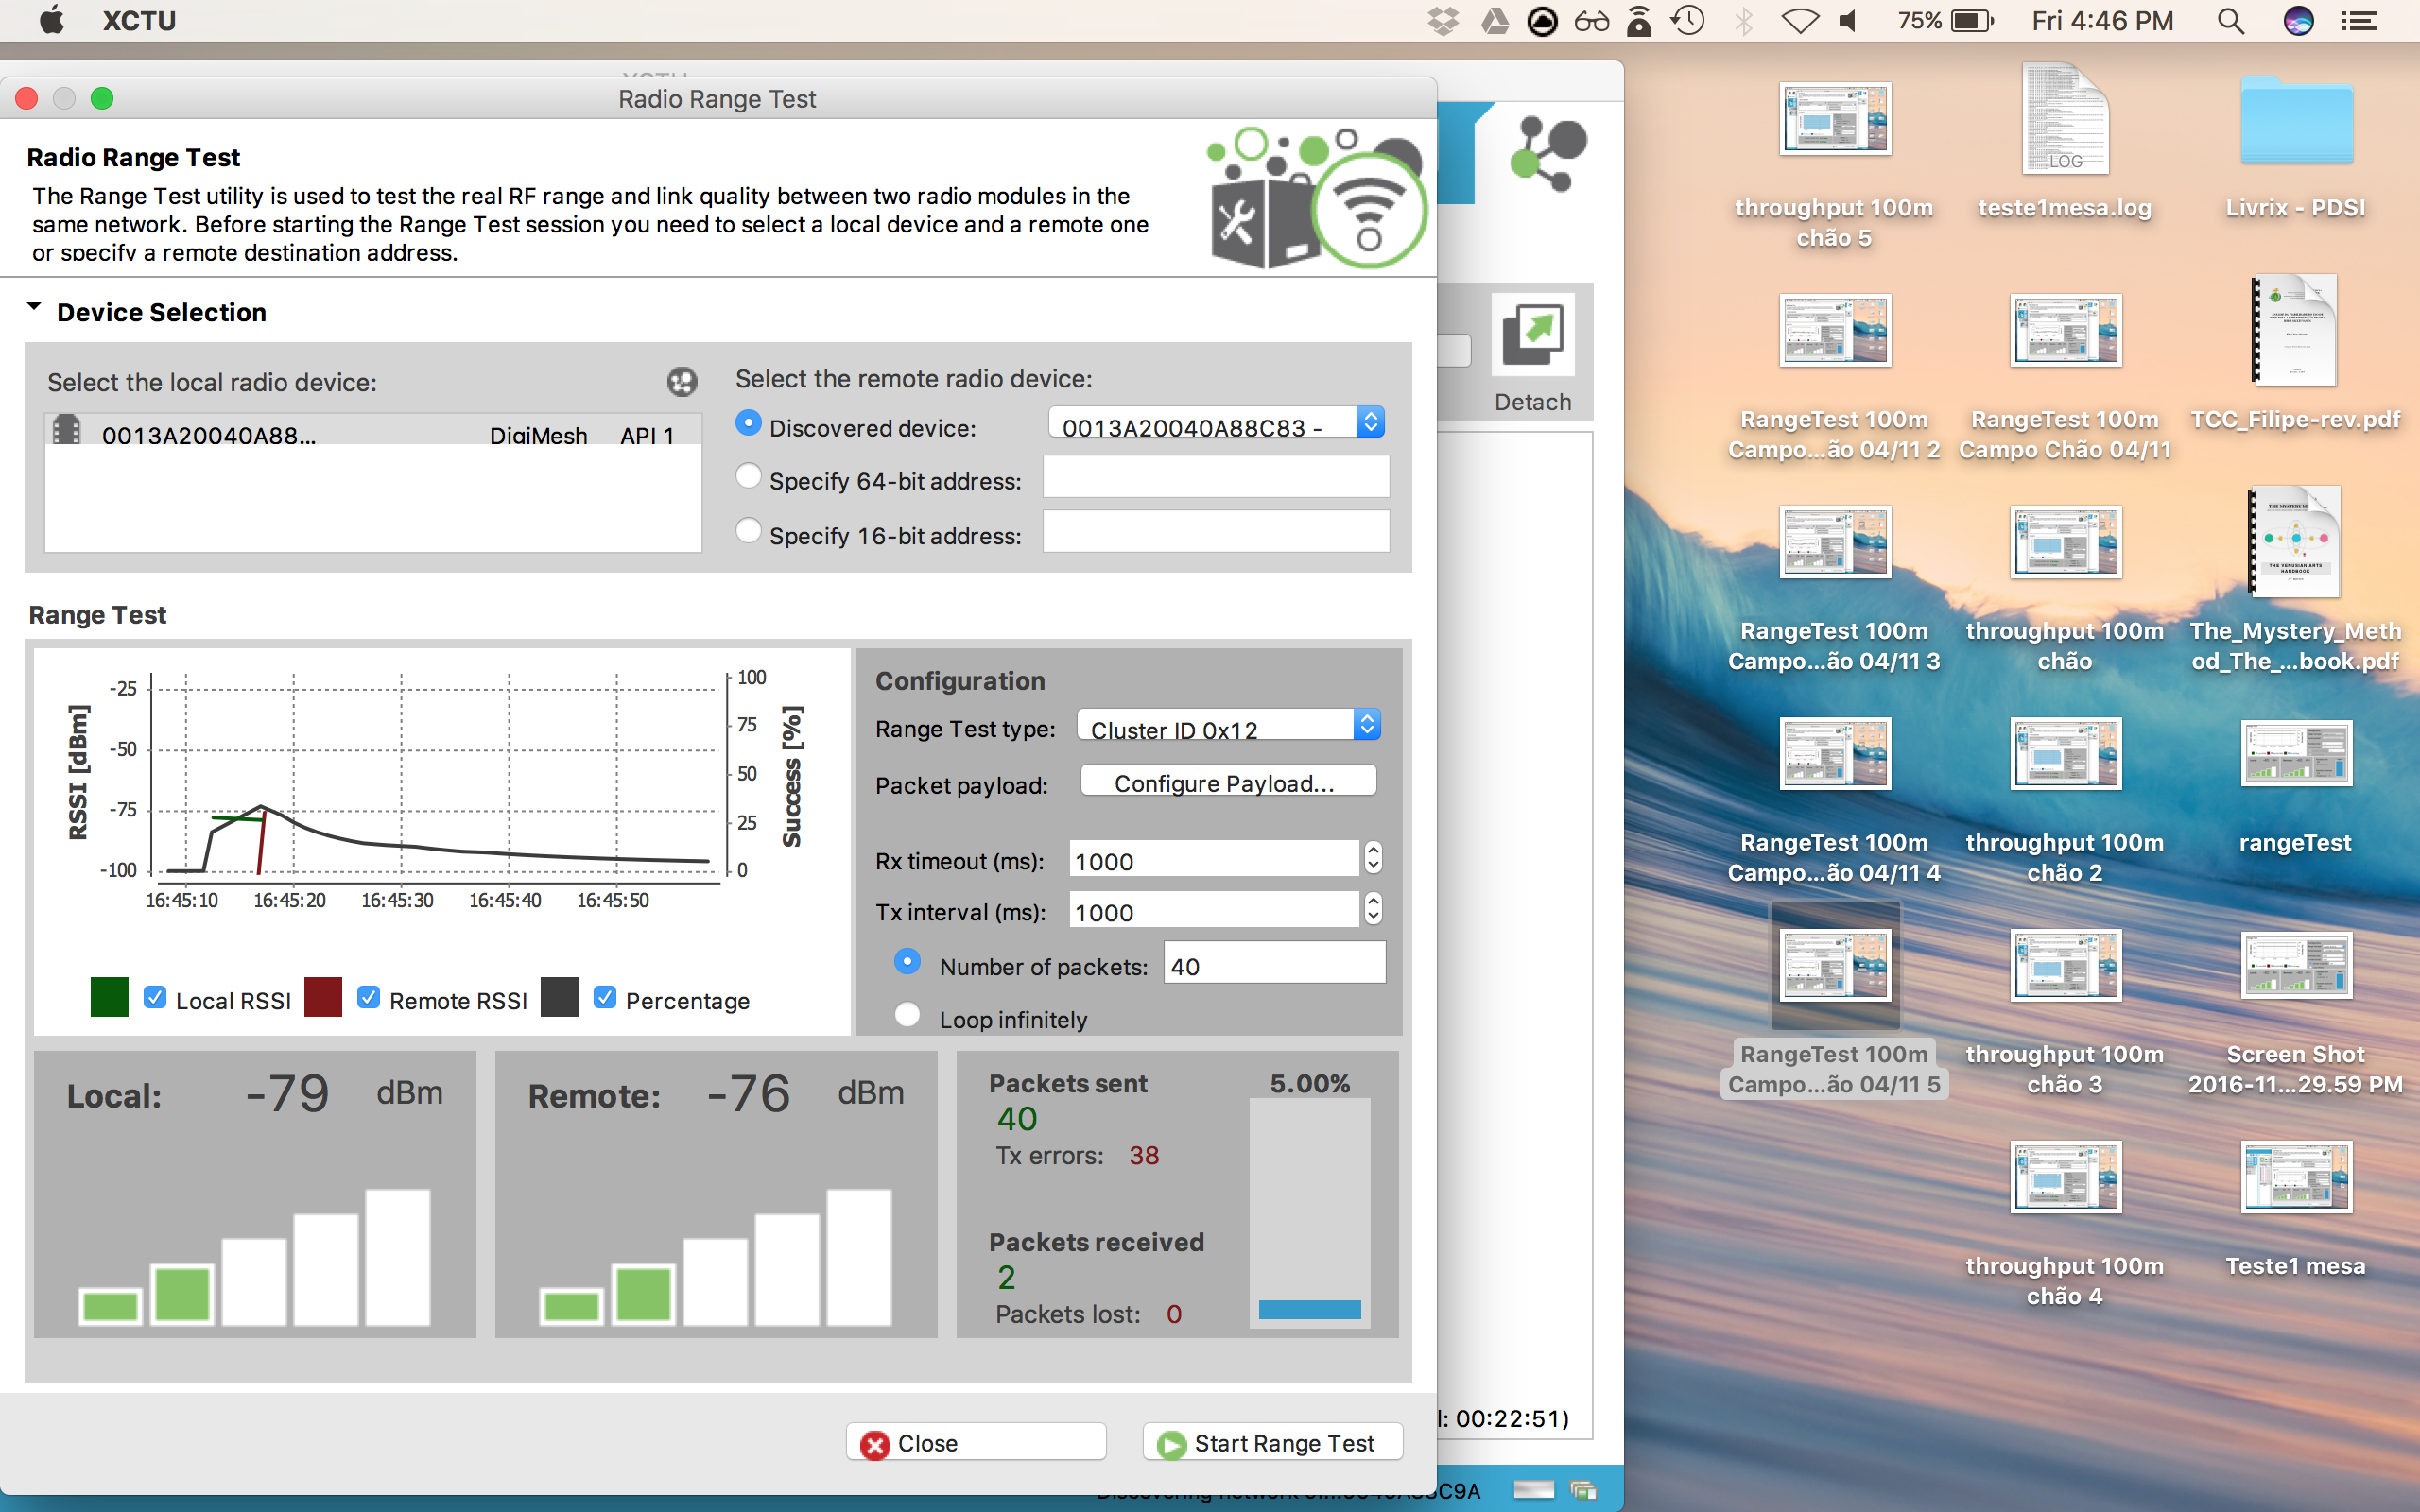 XCTU
75%
Fri 4:46 PM
Radio Range Test
Radio Range Test
The Range Test utility is used to test the real RF range and link quality between two radio modules in the
same network. Before starting the Range Test session you need to select a local device and a remote one
or specify a remote destination address.
Device Selection
Select the local radio device:
0013A20040A88...
DigiMesh
API 1
Select the remote radio device:
Discovered device:
0013A20040A88C83 -
Specify 64-bit address:
Specify 16-bit address:
Detach
Range Test
RSSI [dBm]
-25
-50
-75
-100
100
75
50
25
0
Success [%]
16:45:10 16:45:20 16:45:30 16:45:40 16:45:50
Local RSSI
Remote RSSI
Percentage
Configuration
Range Test type:
Cluster ID 0x12
Packet payload:
Configure Payload...
Rx timeout (ms):
1000
Tx interval (ms):
1000
Number of packets:
40
Loop infinitely
Local:
-79 dBm
Remote:
-76 dBm
Packets sent
40
Tx errors: 38
Packets received
2
Packets lost: 0
5.00%
Close
Start Range Test
l: 00:22:51)
C9A
throughput 100m
chão 5
LOG
teste1mesa.log
Livrix - PDSI
RangeTest 100m
Campo...ão 04/11 2
RangeTest 100m
Campo Chão 04/11
TCC_Filipe-rev.pdf
RangeTest 100m
Campo...ão 04/11 3
throughput 100m
chão
THE VENUSIAN ARTS
HANDBOOK
The_Mystery_Meth
od_The_...book.pdf
RangeTest 100m
Campo...ão 04/11 4
throughput 100m
chão 2
rangeTest
RangeTest 100m
Campo...ão 04/11 5
throughput 100m
chão 3
Screen Shot
2016-11...29.59 PM
throughput 100m
chão 4
Teste1 mesa